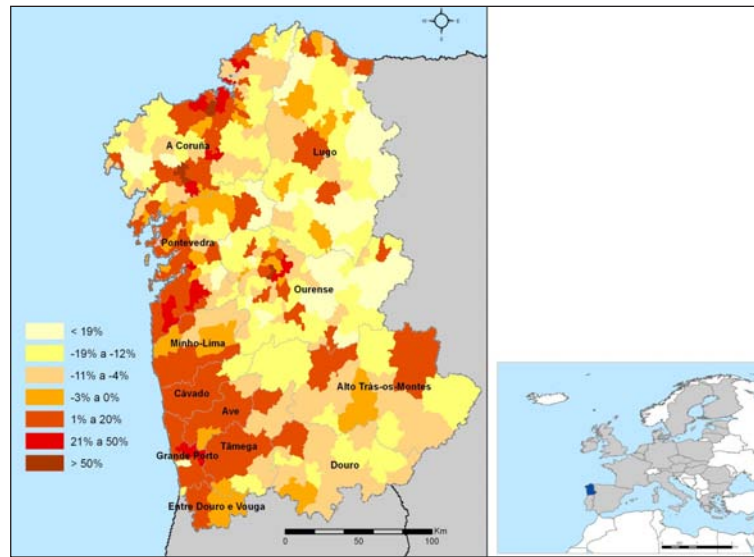 N
A Coruña
Lugo
Pontevedra
Ourense
Minho-Lima
Cávado
Alto Trás-os-Montes
Ave
Tâmega
Grande Porto
Douro
Entre Douro e Vouga
< 19%
-19% a -12%
-11% a -4%
-3% a 0%
1% a 20%
21% a 50%
> 50%
Km
0
50
100